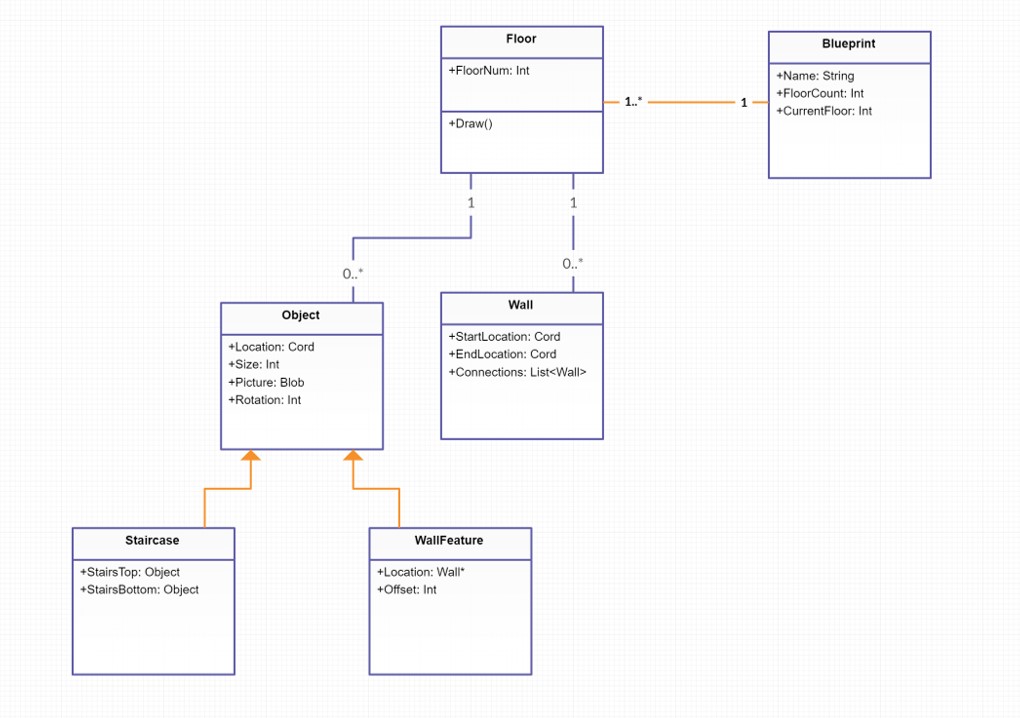 Floor
+FloorNum: Int
+Draw()
1..*
1
Blueprint
+Name: String
+FloorCount: Int
+CurrentFloor: Int
1
1
0..*
0..*
Object
+Location: Cord
+Size: Int
+Picture: Blob
+Rotation: Int
Wall
+StartLocation: Cord
+EndLocation: Cord
+Connections: List<Wall>
Staircase
+StairsTop: Object
+StairsBottom: Object
WallFeature
+Location: Wall*
+Offset: Int